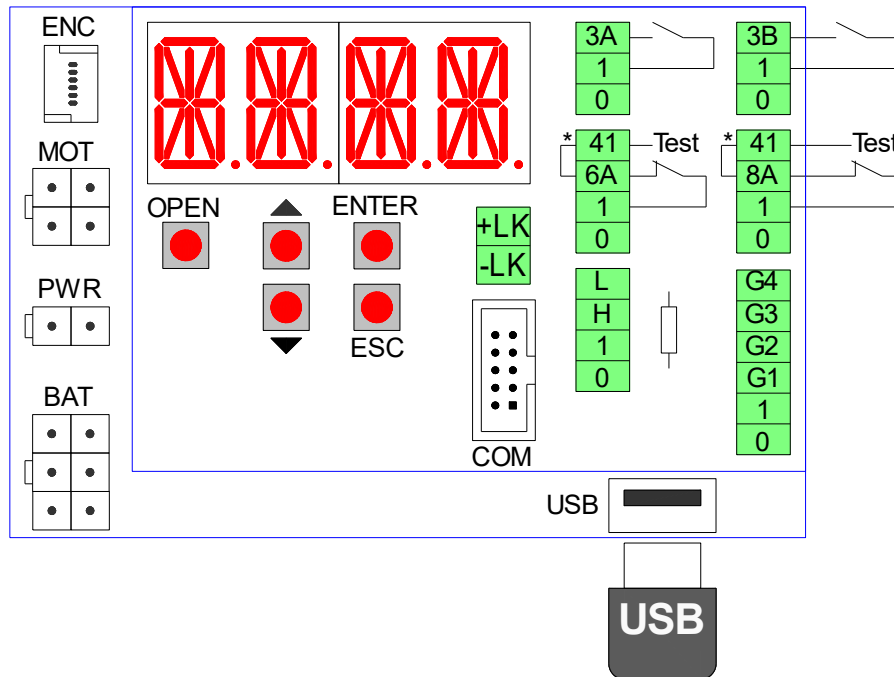 ENC
MOT
PWR
BAT
OPEN
ENTER
ESC
+LK
-LK
COM
3A
1
0
* 41 Test
6A
1
0
L
H
1
0
3B
1
0
* 41 Test
8A
1
0
G4
G3
G2
G1
1
0
USB
USB